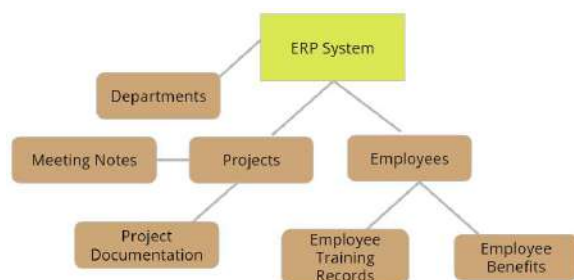 ERP System
Departments
Meeting Notes
Projects
Employees
Project
Documentation
Employee
Training
Records
Employee
Benefits